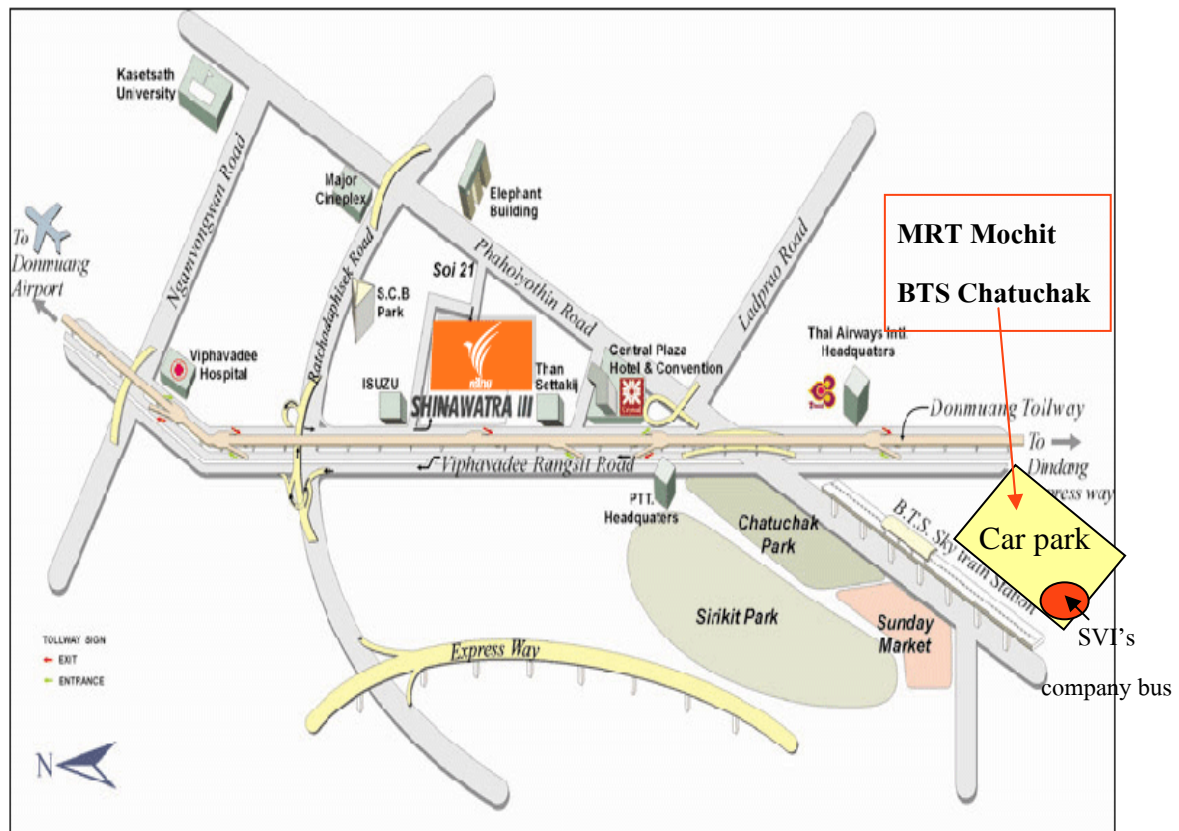 Kasetsath
University
Ngamvongwan Road
To
Donmuang
Airport
Viphavadee
Hospital
Major
Cineplex
Ratchodaphisek Road
S.C.B
Park
ISUZU
Elephant
Building
Soi 21
Phaholyothin Road
SHINAWATRA III
Than
Settakij
Central Plaza
Hotel & Convention
Ladprao Road
MRT Mochit
BTS Chatuchak
Thai Airways Intl.
Headquaters
Donmuang Tollway
To
Dindang
press way
Viphavadee Rangsit Road
PTT.
Headquaters
Chatuchak
Park
Sirikit Park
Sunday
Market
B.T.S. Sky train Station
Car park
SVI's
company bus
Express Way
TOLLWAY SIGN
EXIT
ENTRANCE
N